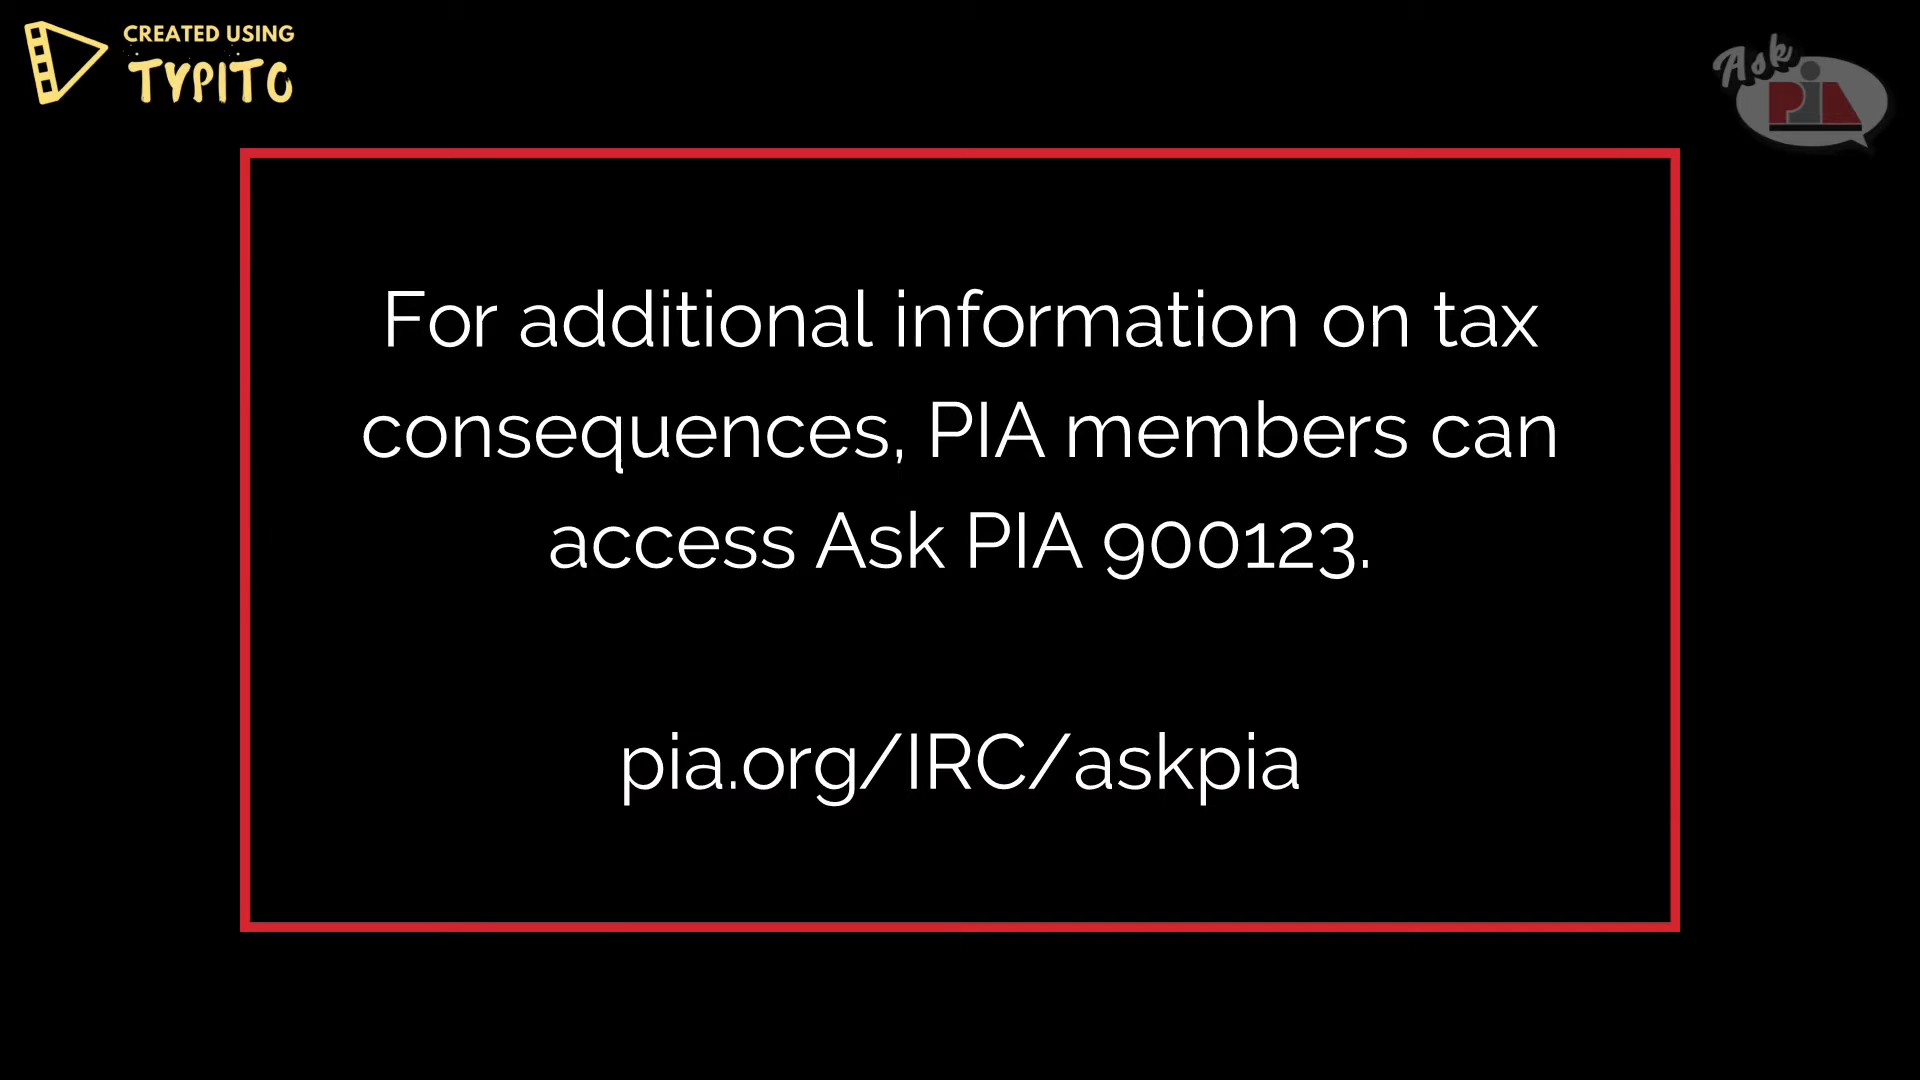 CREATED USING
TYPITO
Ask
PIA
For additional information on tax
consequences, PIA members can
access Ask PIA 900123.
pia.org/IRC/askpia